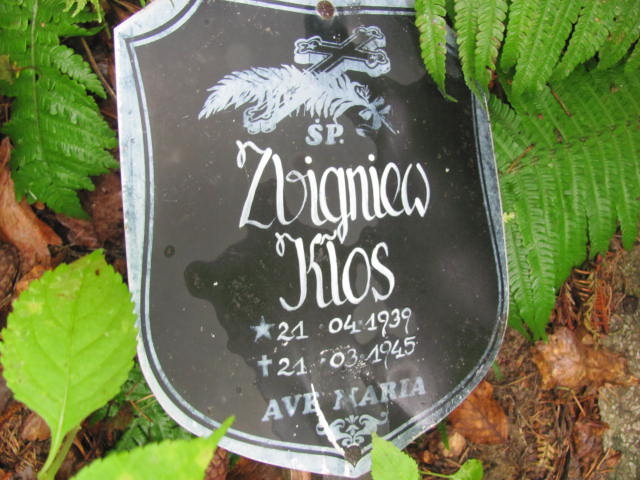 ŚP.
Zbigniew
Kłos
* 21 04 1939
† 21 03 1945
AVE MARIA